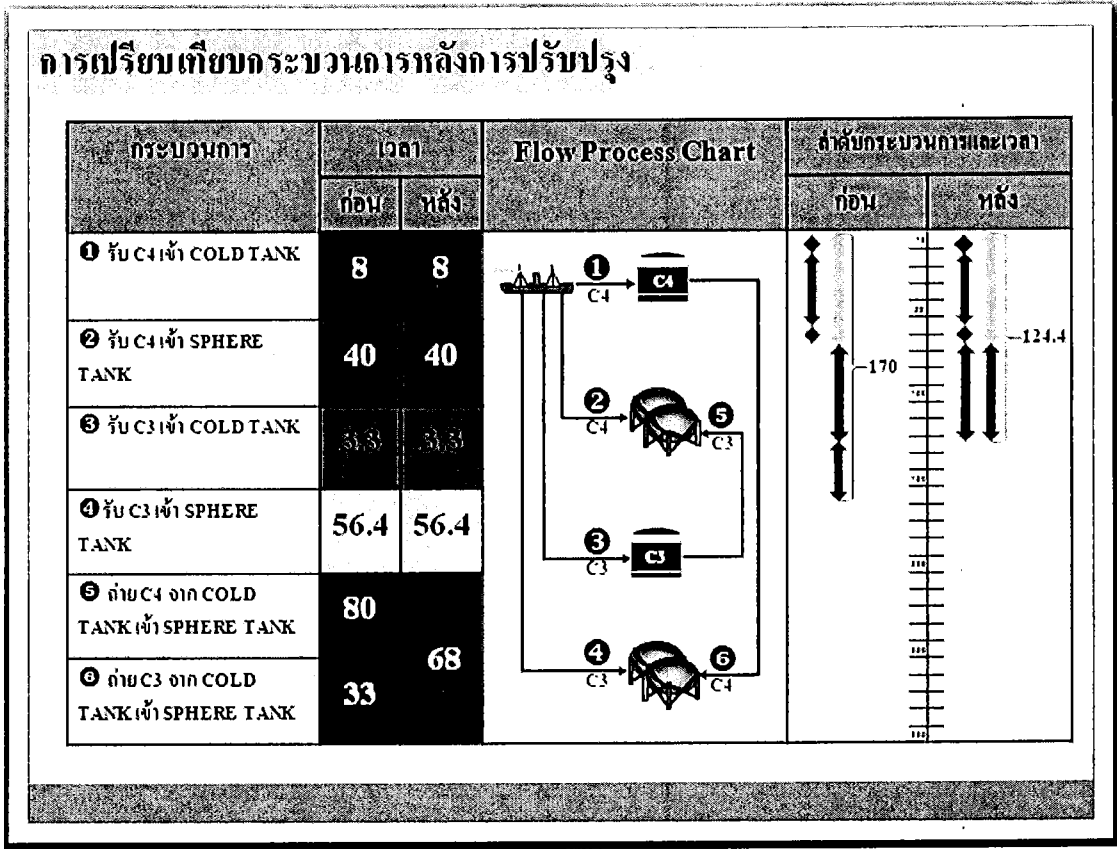 การเปรียบเทียบกระบวนการหลังการปรับปรุง
กระบวนการ
เวลา
Flow Process Chart
ลำดับกระบวนการและเวลา
ก่อน
หลัง
ก่อน
หลัง
❶ รับ C4 เข้า COLD TANK
8
8
❷ รับ C4 เข้า SPHERE
TANK
40
40
❸ รับ C3 เข้า COLD TANK
❹ รับ C3 เข้า SPHERE
TANK
56.4
56.4
❺ ถ่าย C4 จาก COLD
TANK เข้า SPHERE TANK
80
68
❻ ถ่าย C3 จาก COLD
TANK เข้า SPHERE TANK
33
❶
C4
C4
❷
C4
❺
C3
❸
C3
C3
❹
C3
❻
C4
170
124.4